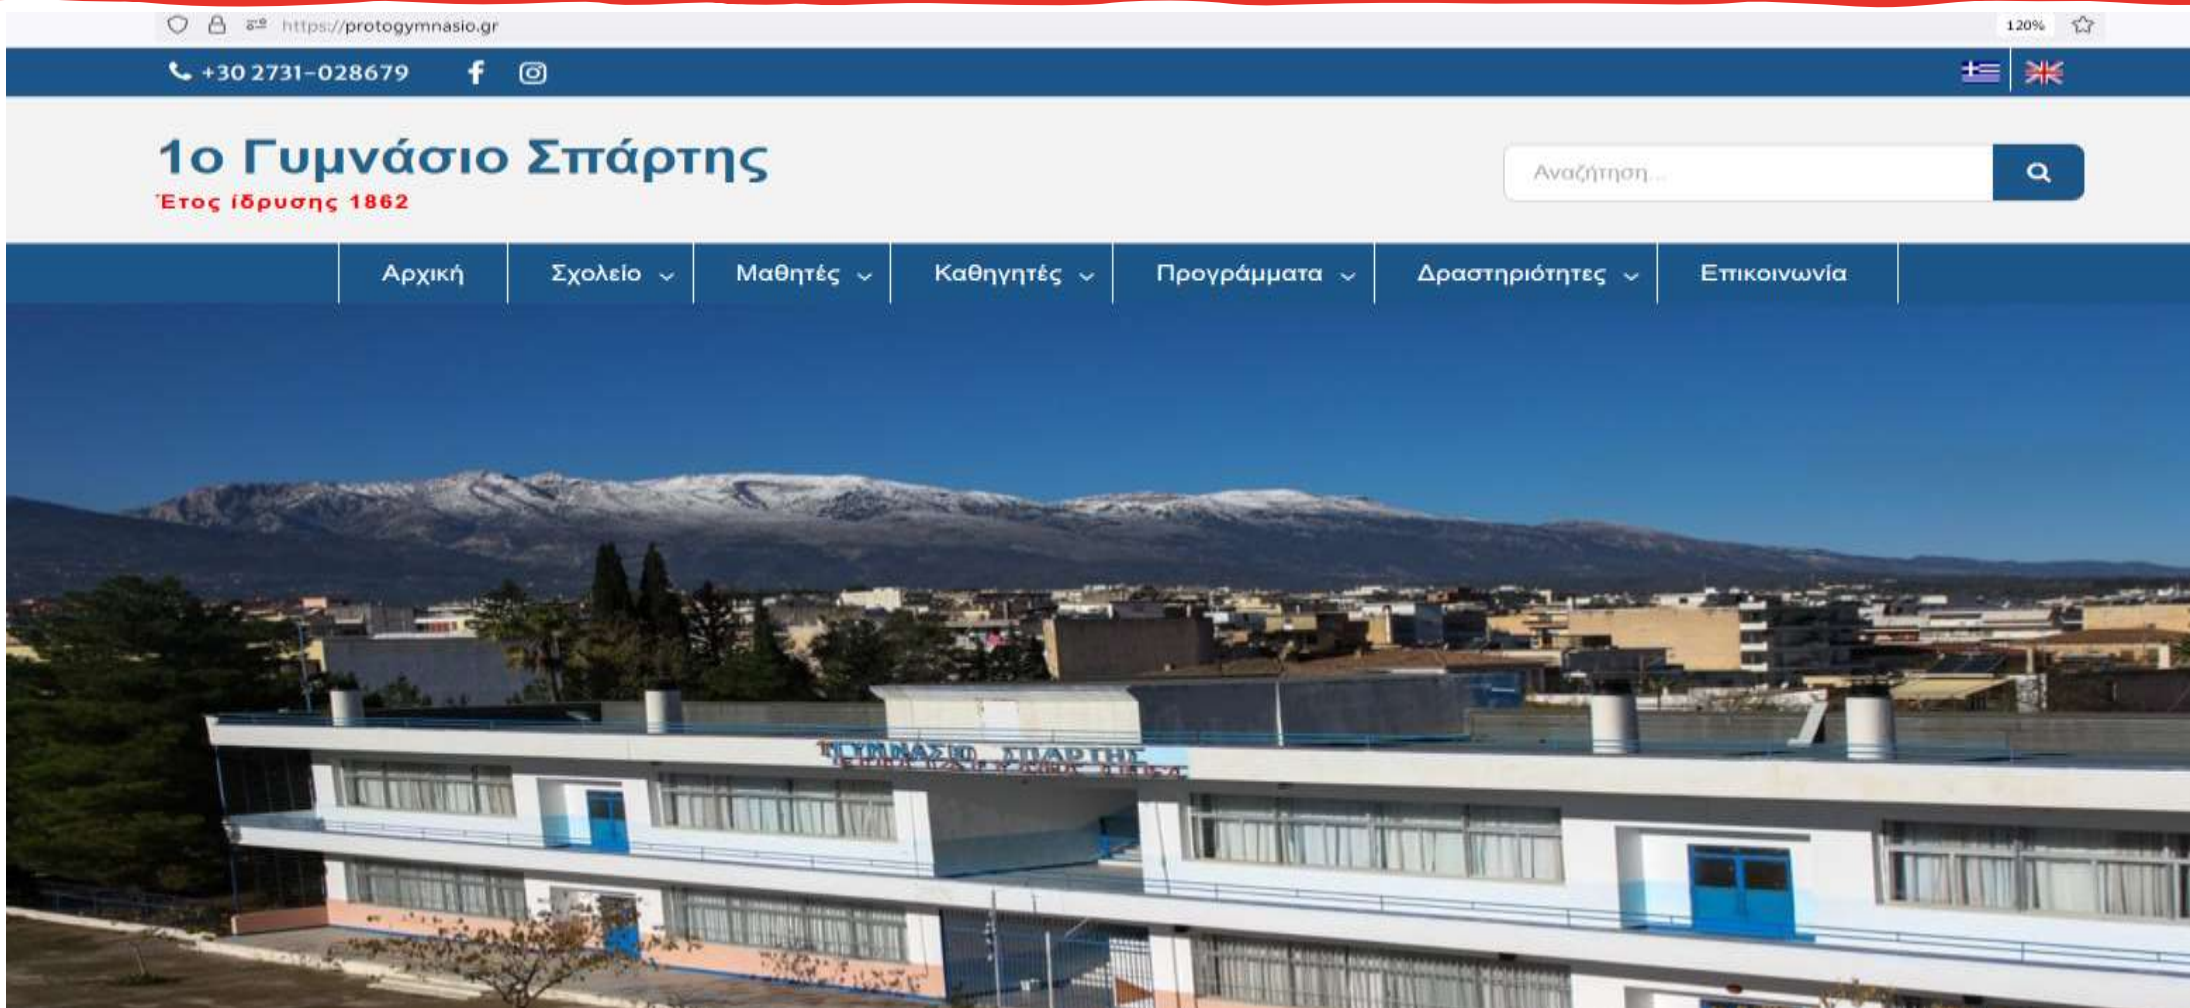 https://protogymnasio.gr
120%
+30 2731-028679
1ο Γυμνάσιο Σπάρτης
Έτος ίδρυσης 1862
Αναζήτηση...
Αρχική
Σχολείο
Μαθητές
Καθηγητές
Προγράμματα
Δραστηριότητες
Επικοινωνία
ΓΥΜΝΑΣΙΟ ΣΠΑΡΤΗΣ